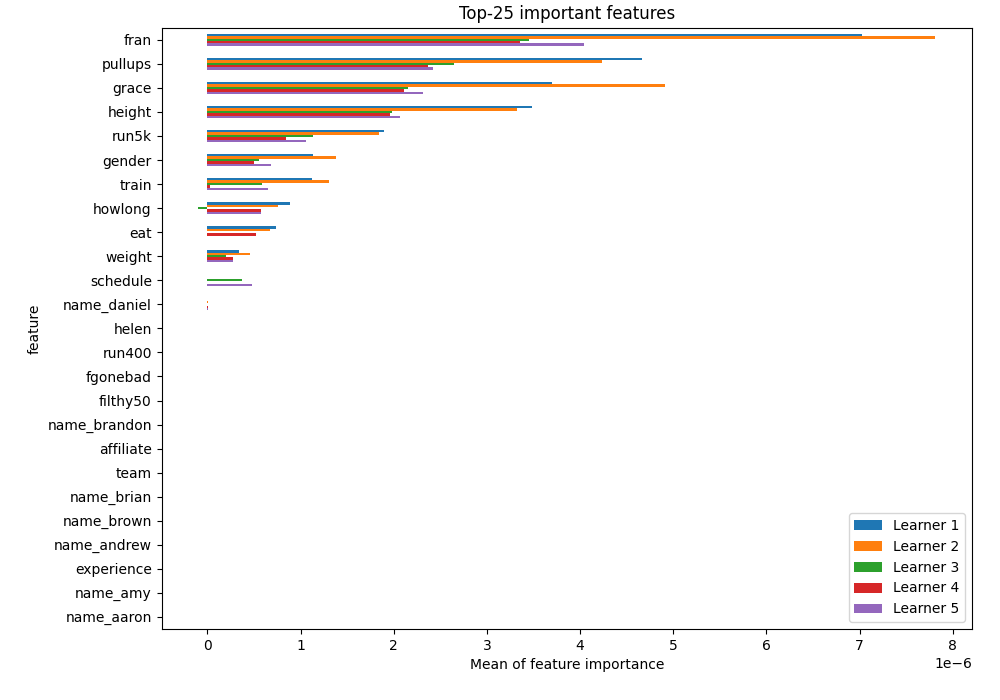 Top-25 important features
fran
pullups
grace
height
run5k
gender
train
howlong
eat
weight
schedule
name_daniel
helen
run400
fgonebad
filthy50
name_brandon
affiliate
team
name_brian
name_brown
name_andrew
experience
name_amy
name_aaron
feature
Learner 1
Learner 2
Learner 3
Learner 4
Learner 5
0 1 2 3 4 5 6 7 8
1e−6
Mean of feature importance